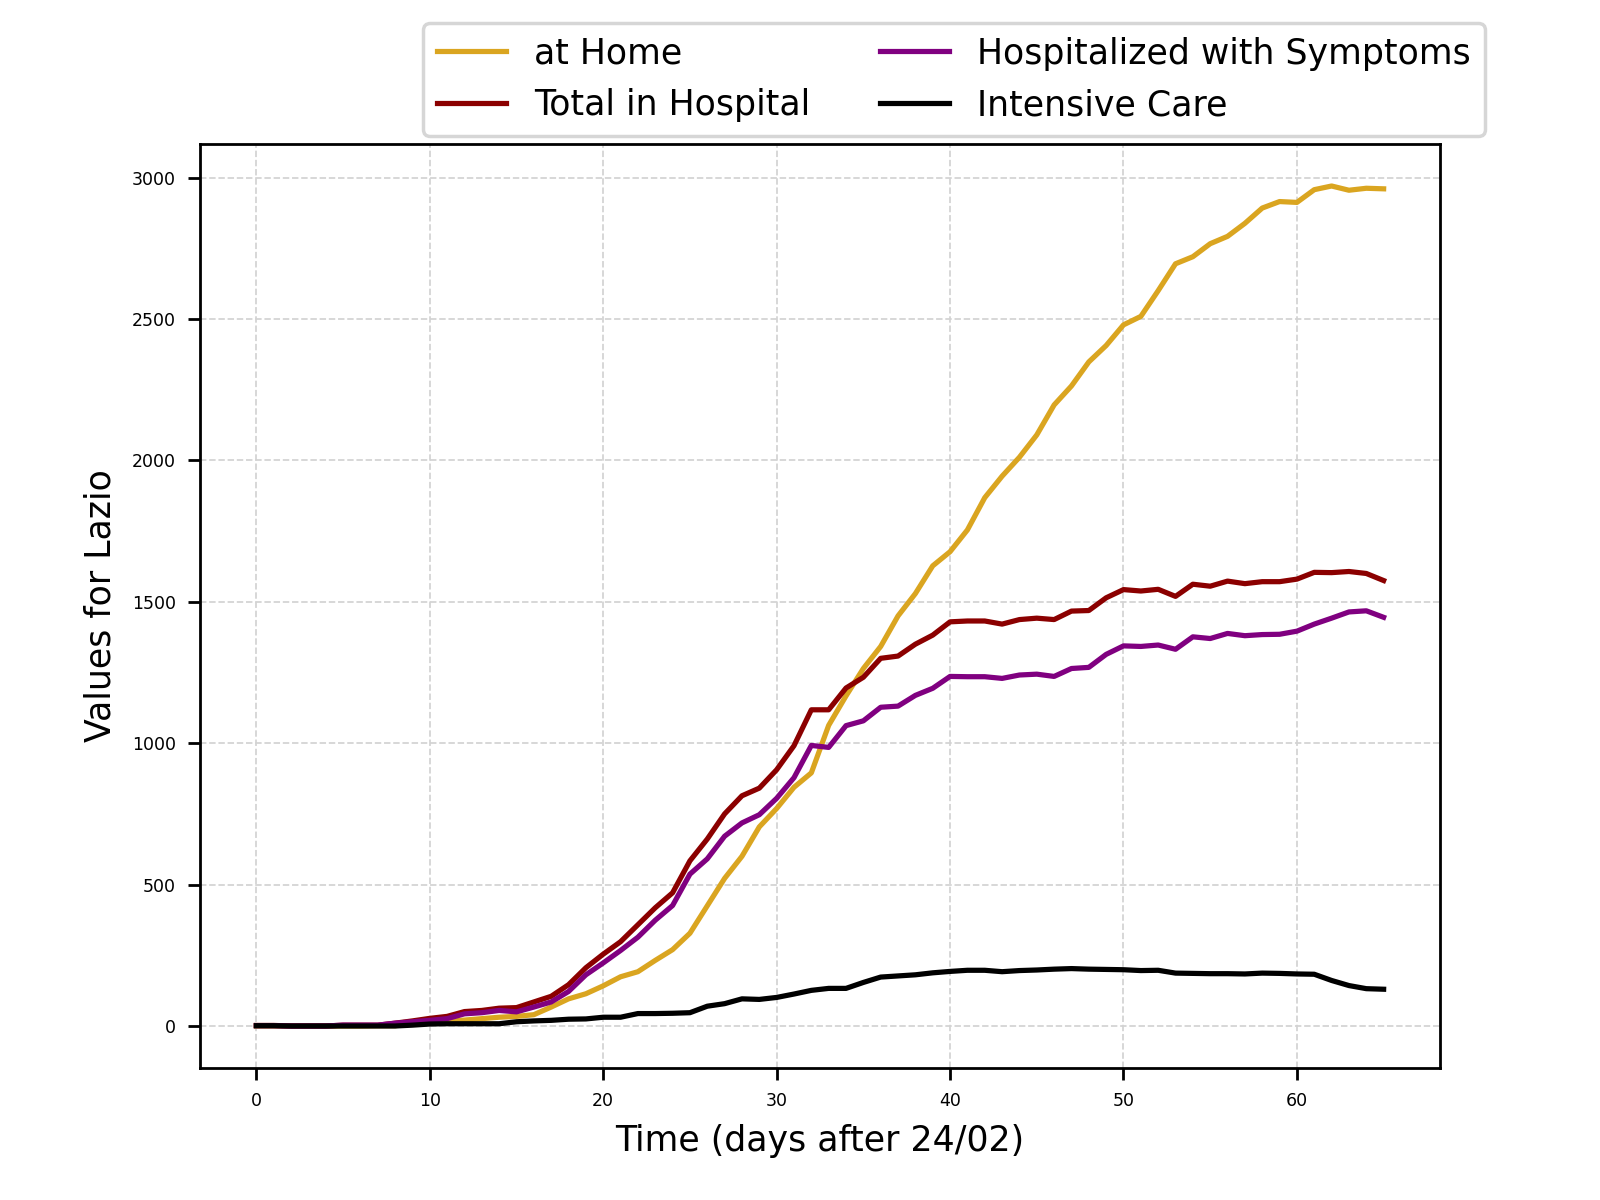 at Home
Hospitalized with Symptoms
Total in Hospital
Intensive Care
3000
2500
2000
1500
1000
500
0
Values for Lazio
0 10 20 30 40 50 60
Time (days after 24/02)